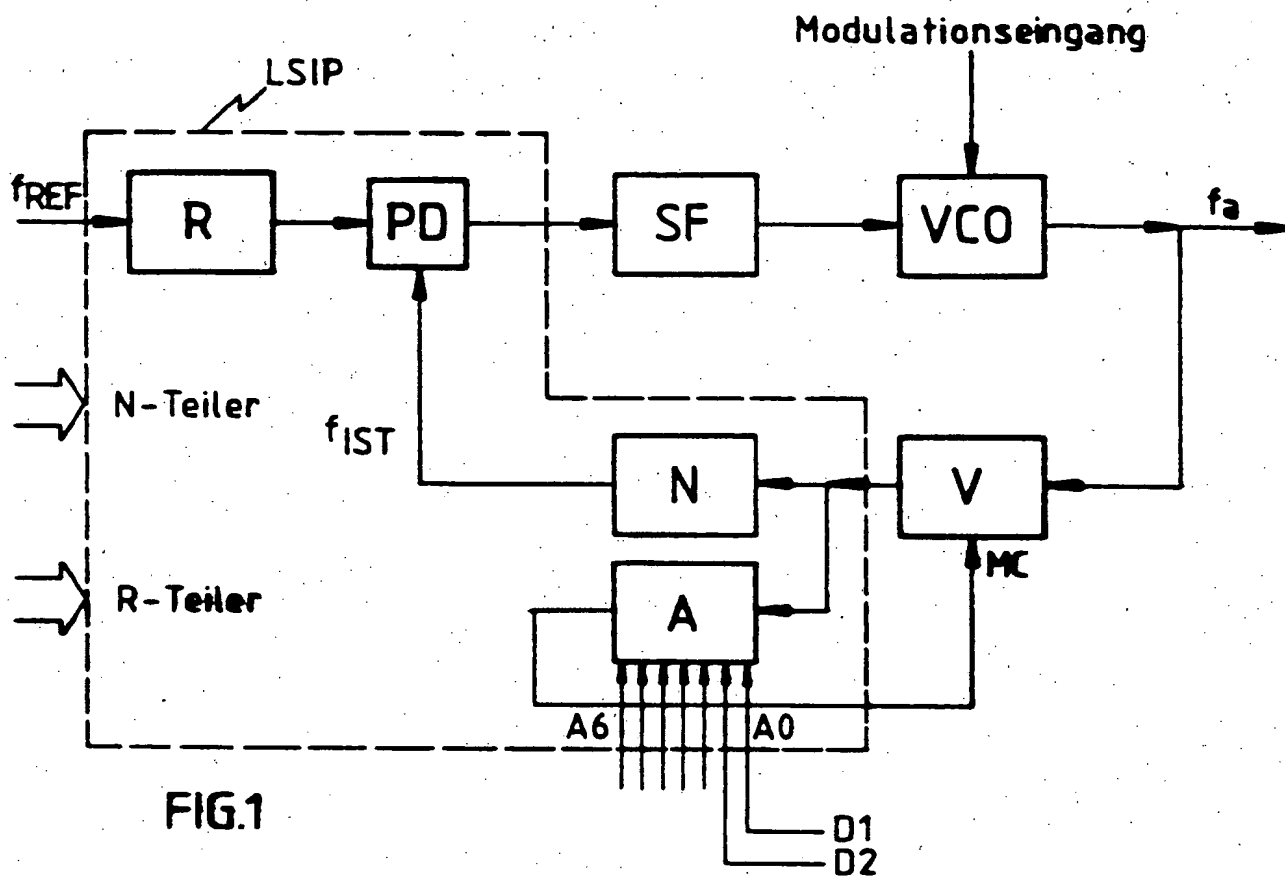 Modulationseingang
LSIP
fREF
R
PD
SF
VCO
fa
N-Teiler
fIST
N
V
MC
R-Teiler
A
A6
A0
FIG.1
D1
D2